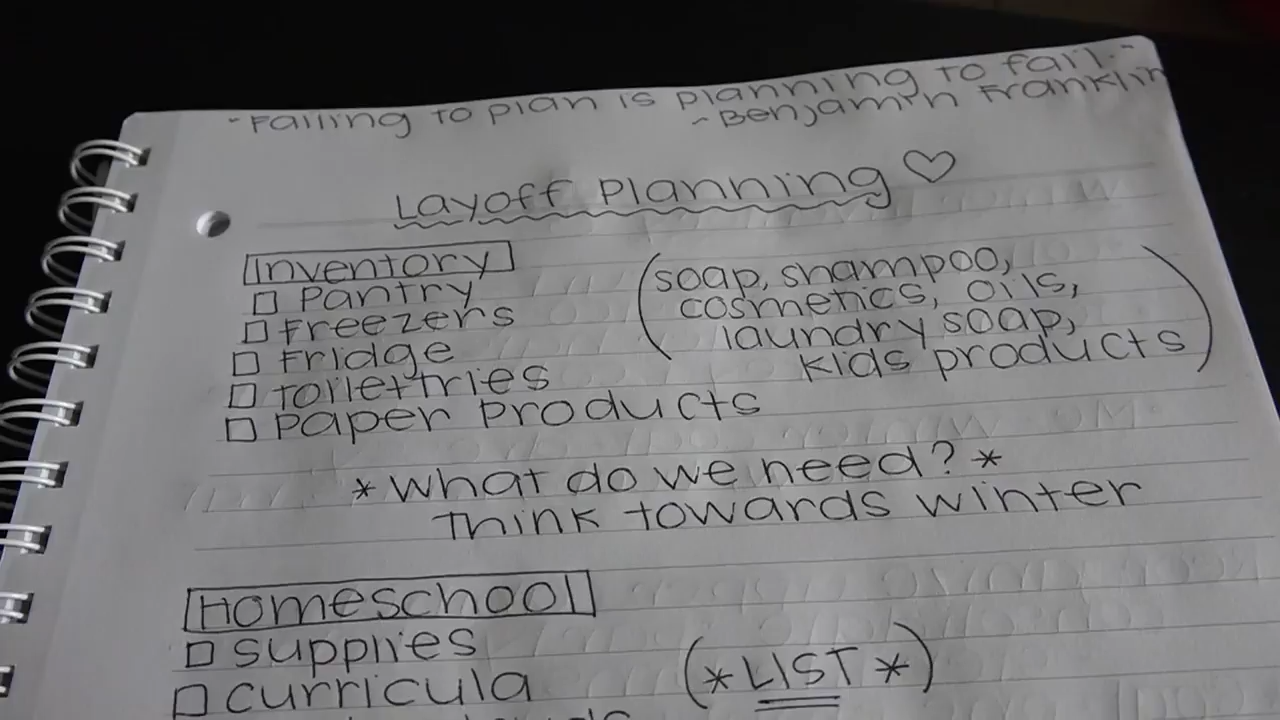 "Failing to plan is planning to fail."
~Benjamin Franklin
Layoff Planning ♡
Inventory
☐ Pantry
☐ Freezers
☐ Fridge
☐ toilettries
☐ Paper Products
(soap, shampoo,
cosmetics, oils,
laundry soap,
kids products)
*What do we need?*
Think towards winter
Homeschool
☐ supplies
☐ curricula
(*LIST*)